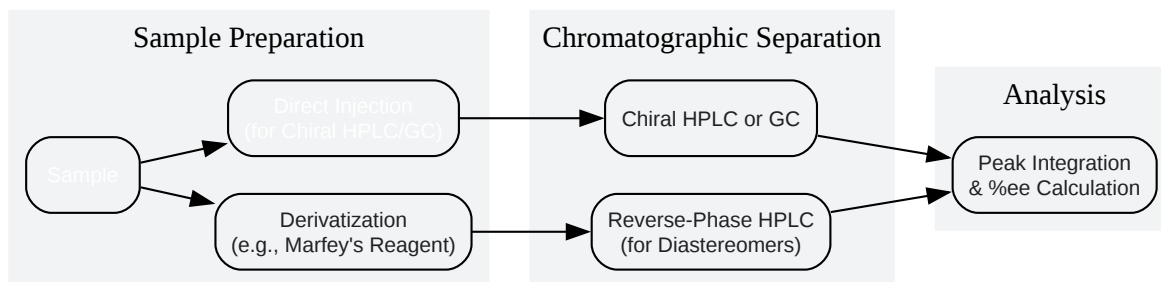 Sample Preparation
Sample
Direct Injection
(for Chiral HPLC/GC)
Derivatization
(e.g., Marfey's Reagent)
Chromatographic Separation
Chiral HPLC or GC
Reverse-Phase HPLC
(for Diastereomers)
Analysis
Peak Integration
& %ee Calculation